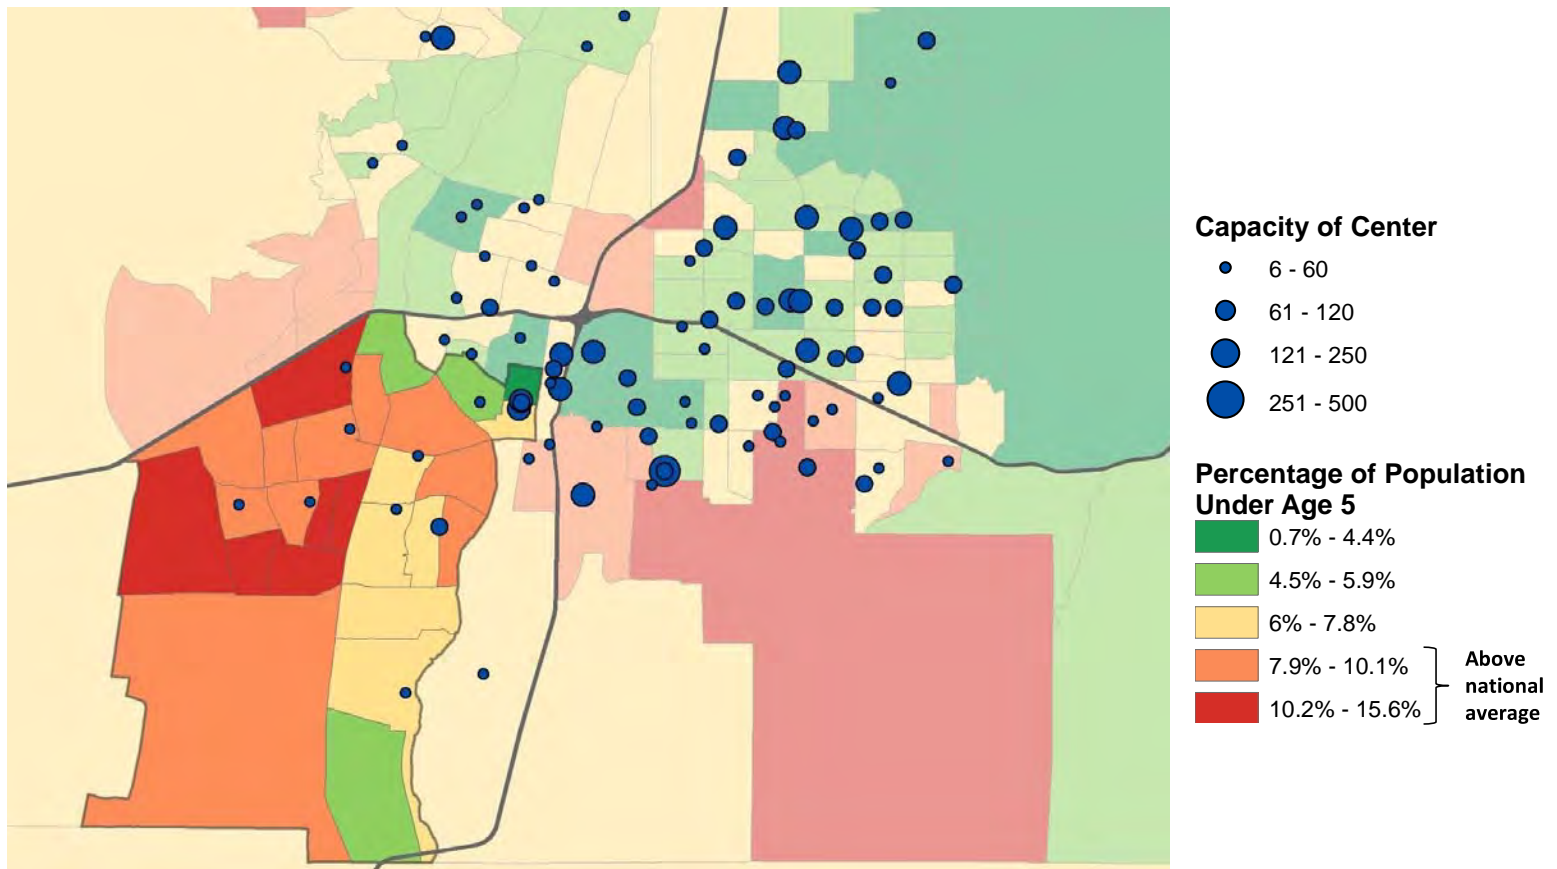 Capacity of Center
6 - 60
61 - 120
121 - 250
251 - 500
Percentage of Population
Under Age 5
0.7% - 4.4%
4.5% - 5.9%
6% - 7.8%
7.9% - 10.1%
10.2% - 15.6%
Above
national
average